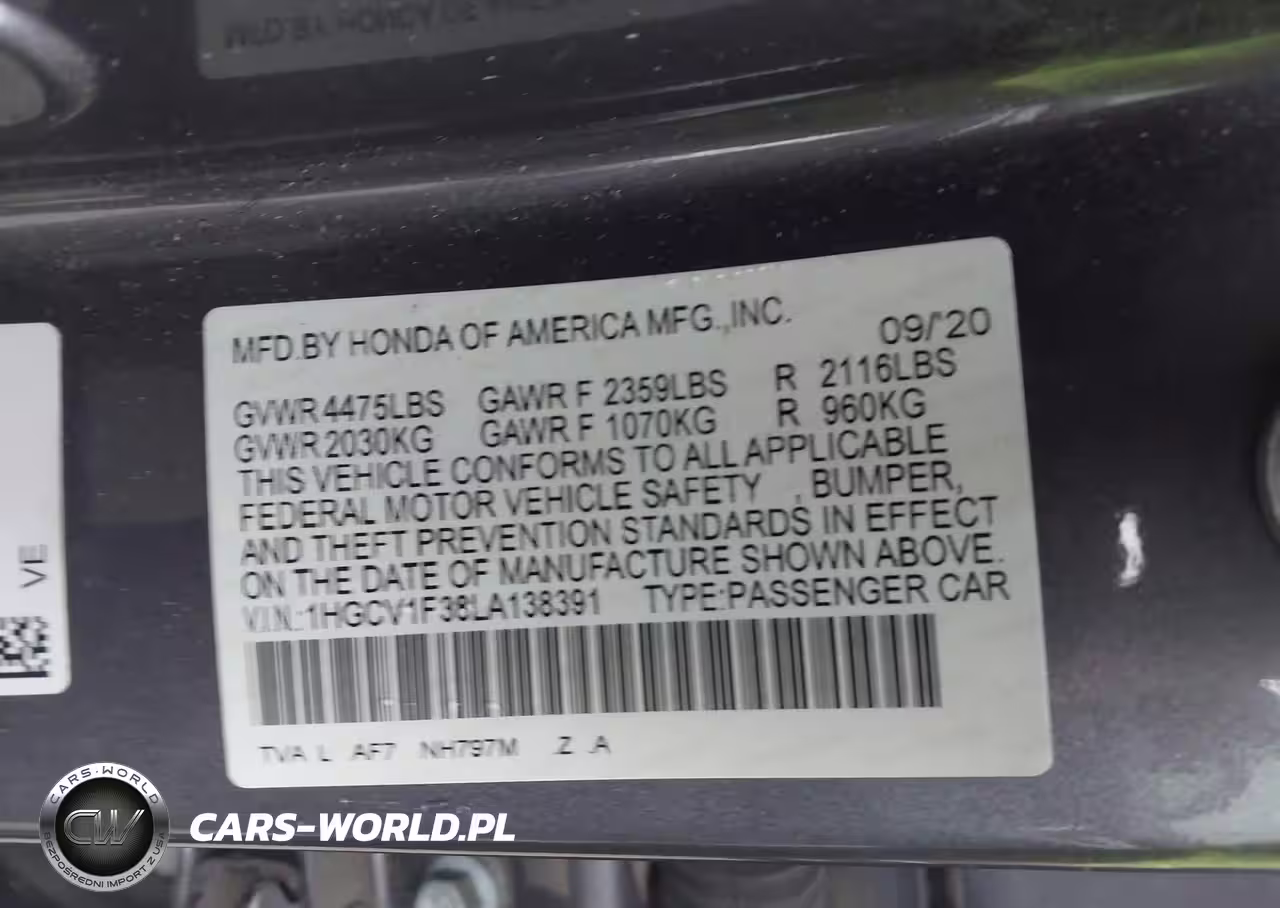 MFD.BY HONDA OF AMERICA MFG.,INC. 09/'20
GVWR 4475LBS GAWR F 2359LBS R 2116LBS
GVWR 2030KG GAWR F 1070KG R 960KG
THIS VEHICLE CONFORMS TO ALL APPLICABLE
FEDERAL MOTOR VEHICLE SAFETY , BUMPER,
AND THEFT PREVENTION STANDARDS IN EFFECT
ON THE DATE OF MANUFACTURE SHOWN ABOVE.
V.I.N.:1HGCV1F38LA138391 TYPE:PASSENGER CAR
TVA L AF7 NH797M Z .A
VE
CARS-WORLD
CW
BEZPOŚREDNI IMPORT Z USA
CARS-WORLD.PL